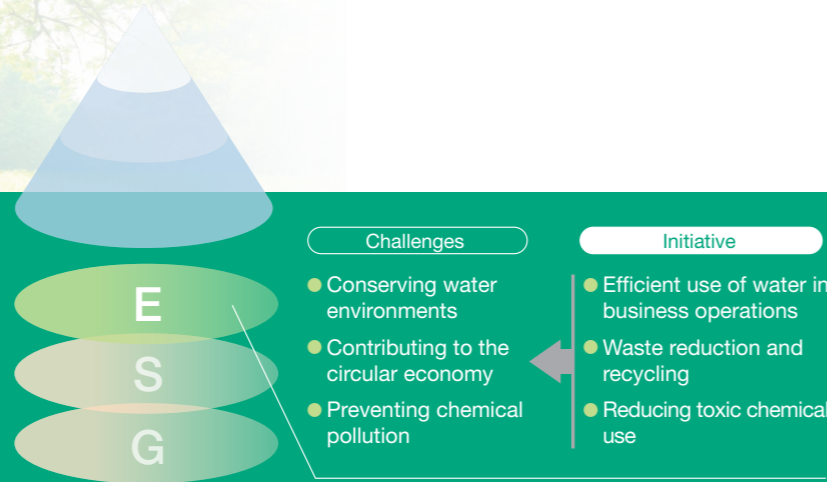 Challenges
Conserving water
environments
Contributing to the
circular economy
Preventing chemical
pollution
Initiative
Efficient use of water in
business operations
Waste reduction and
recycling
Reducing toxic chemical
use
E
S
G